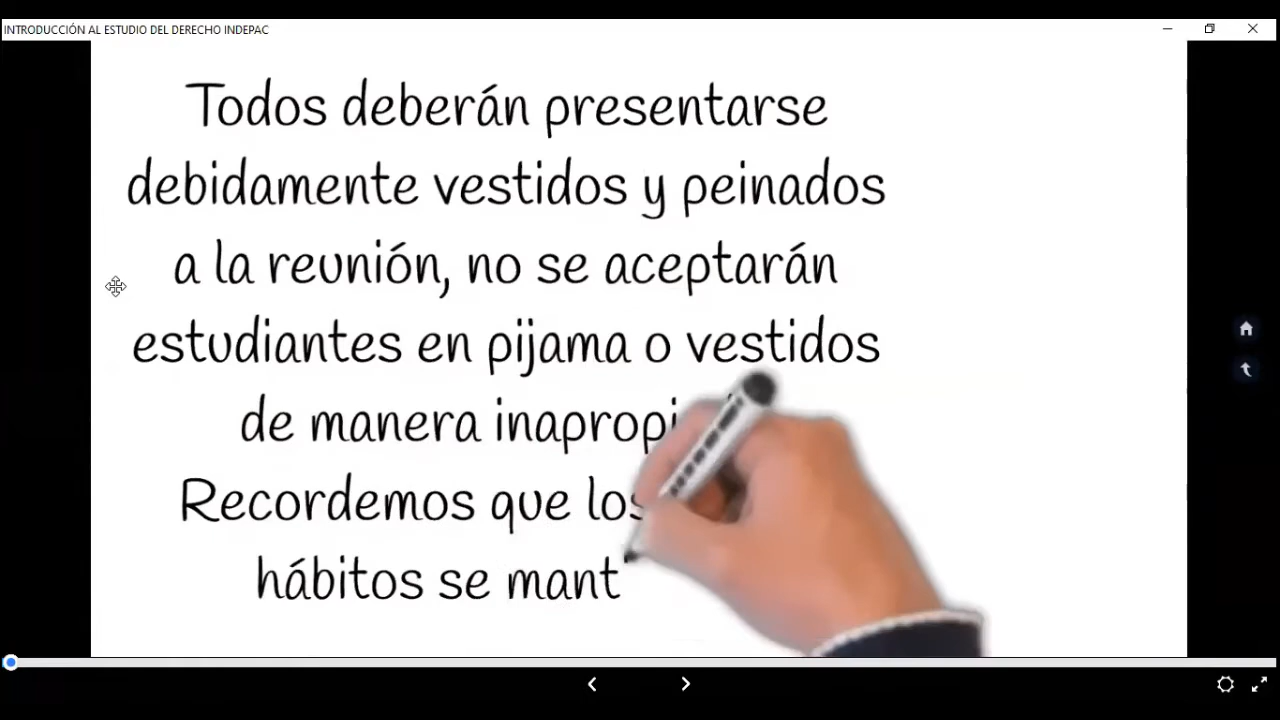 INTRODUCCIÓN AL ESTUDIO DEL DERECHO INDEPAC
Todos deberán presentarse
debidamente vestidos y peinados
a la reunión, no se aceptarán
estudiantes en pijama o vestidos
de manera
Recordemos que los
hábitos se mant